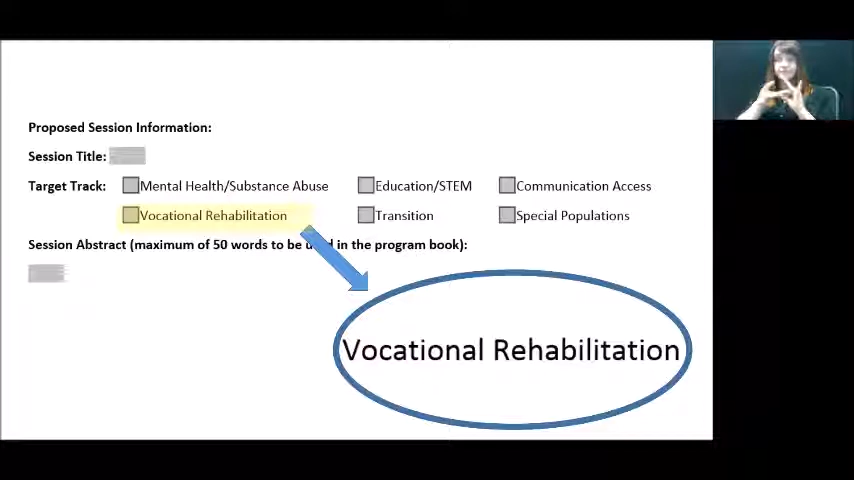 Proposed Session Information:
Session Title:
Target Track: Mental Health/Substance Abuse Education/STEM Communication Access
Vocational Rehabilitation Transition Special Populations
Session Abstract (maximum of 50 words to be used in the program book):
Vocational Rehabilitation